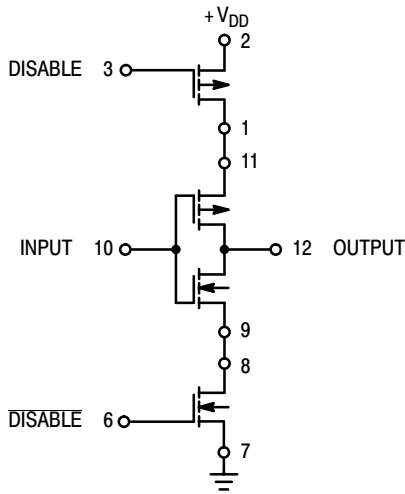 +VDD
2
DISABLE 3
1
11
INPUT 10
12 OUTPUT
9
8
DISABLE 6
7